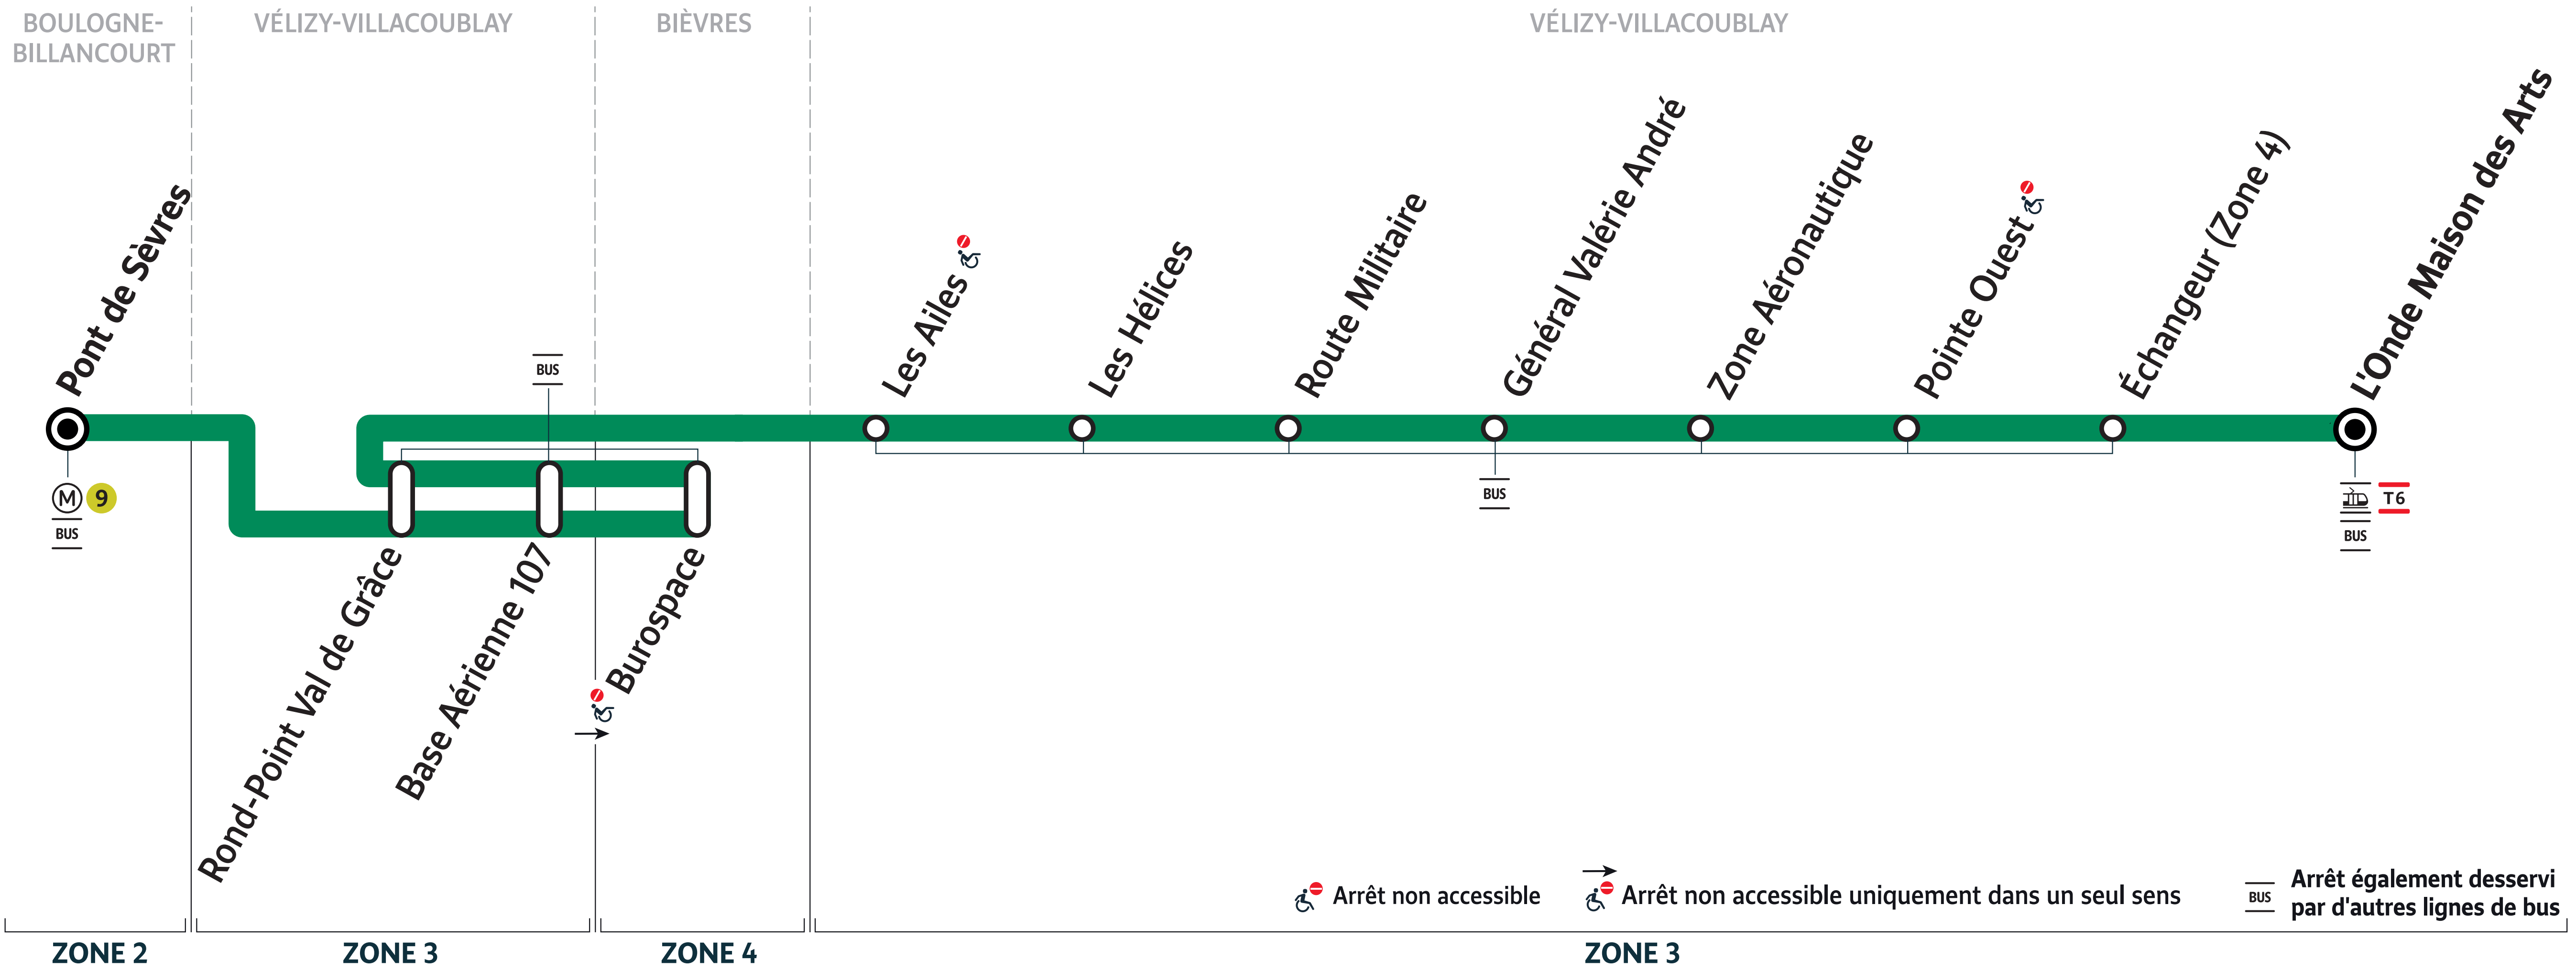 BOULOGNE-
BILLANCOURT
VÉLIZY-VILLACOUBLAY
BIÈVRES
VÉLIZY-VILLACOUBLAY
Pont de Sèvres
Les Ailes
Les Hélices
Route Militaire
Général Valérie André
Zone Aéronautique
Pointe Ouest
Échangeur (Zone 4)
L'Onde Maison des Arts
BUS
M 9
BUS
BUS
T6
BUS
Rond-Point Val de Grâce
Base Aérienne 107
Burospace
Arrêt non accessible
Arrêt non accessible uniquement dans un seul sens
BUS
Arrêt également desservi
par d'autres lignes de bus
ZONE 2
ZONE 3
ZONE 4
ZONE 3